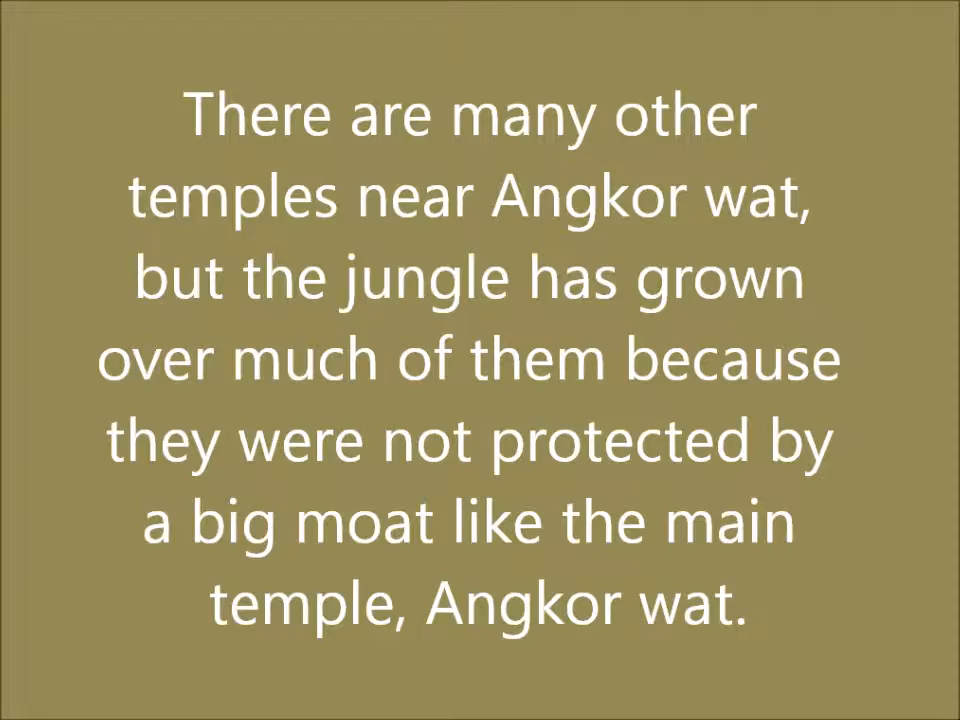 There are many other
temples near Angkor wat,
but the jungle has grown
over much of them because
they were not protected by
a big moat like the main
temple, Angkor wat.